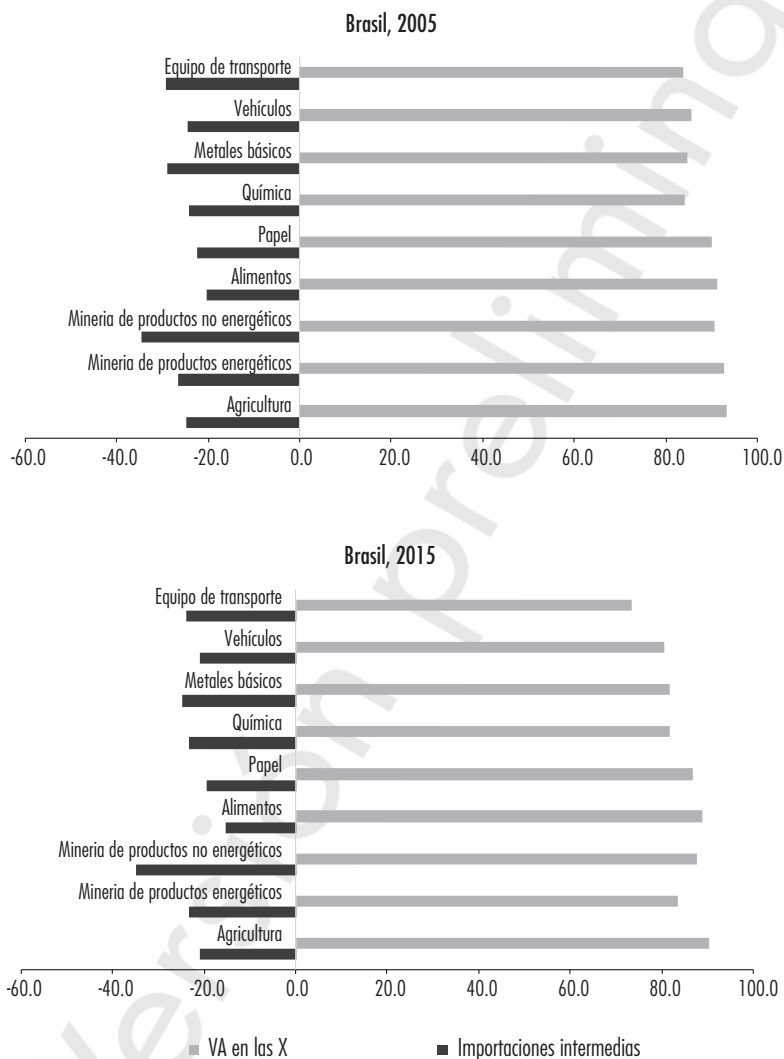 Brasil, 2005
Equipo de transporte
Vehículos
Metales básicos
Química
Papel
Alimentos
Mineria de productos no energéticos
Mineria de productos energéticos
Agricultura
-60.0 -40.0 -20.0 0.0 20.0 40.0 60.0 80.0 100.0
Brasil, 2015
Equipo de transporte
Vehículos
Metales básicos
Química
Papel
Alimentos
Mineria de productos no energéticos
Mineria de productos energéticos
Agricultura
-60.0 -40.0 -20.0 0.0 20.0 40.0 60.0 80.0 100.0
VA en las X Importaciones intermedias
Versión prelimina